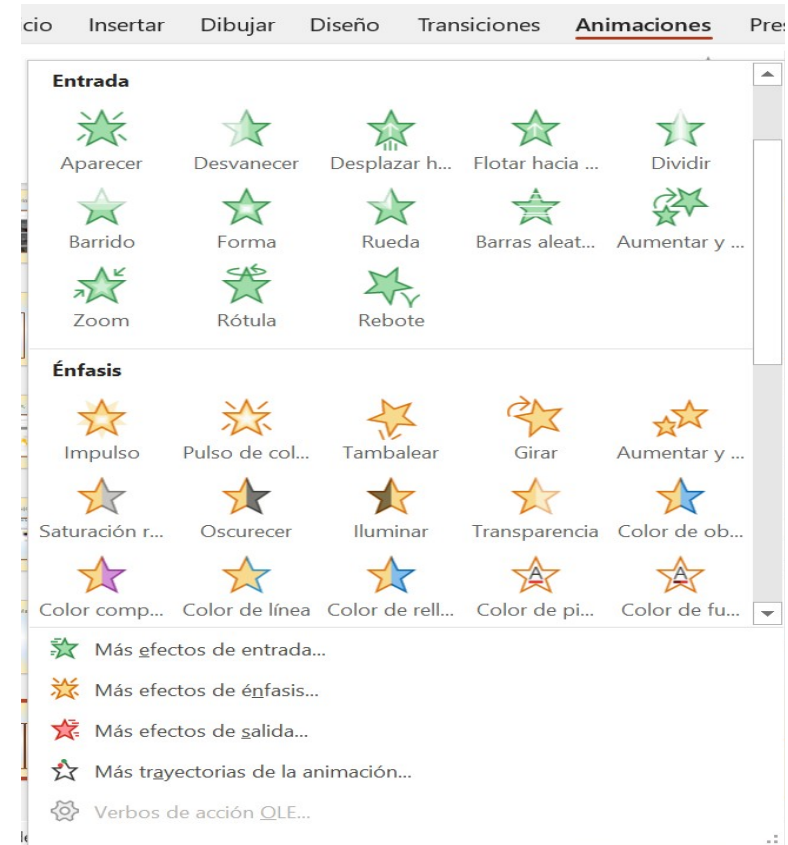 cio Insertar Dibujar Diseño Transiciones Animaciones Pres
Entrada
Aparecer Desvanecer Desplazar h... Flotar hacia ... Dividir
Barrido Forma Rueda Barras aleat... Aumentar y ...
Zoom Rótula Rebote
Énfasis
Impulso Pulso de col... Tambalear Girar Aumentar y ...
Saturación r... Oscurecer Iluminar Transparencia Color de ob...
Color comp... Color de línea Color de rell... Color de pi... Color de fu...
Más efectos de entrada...
Más efectos de énfasis...
Más efectos de salida...
Más trayectorias de la animación...
Verbos de acción OLE...